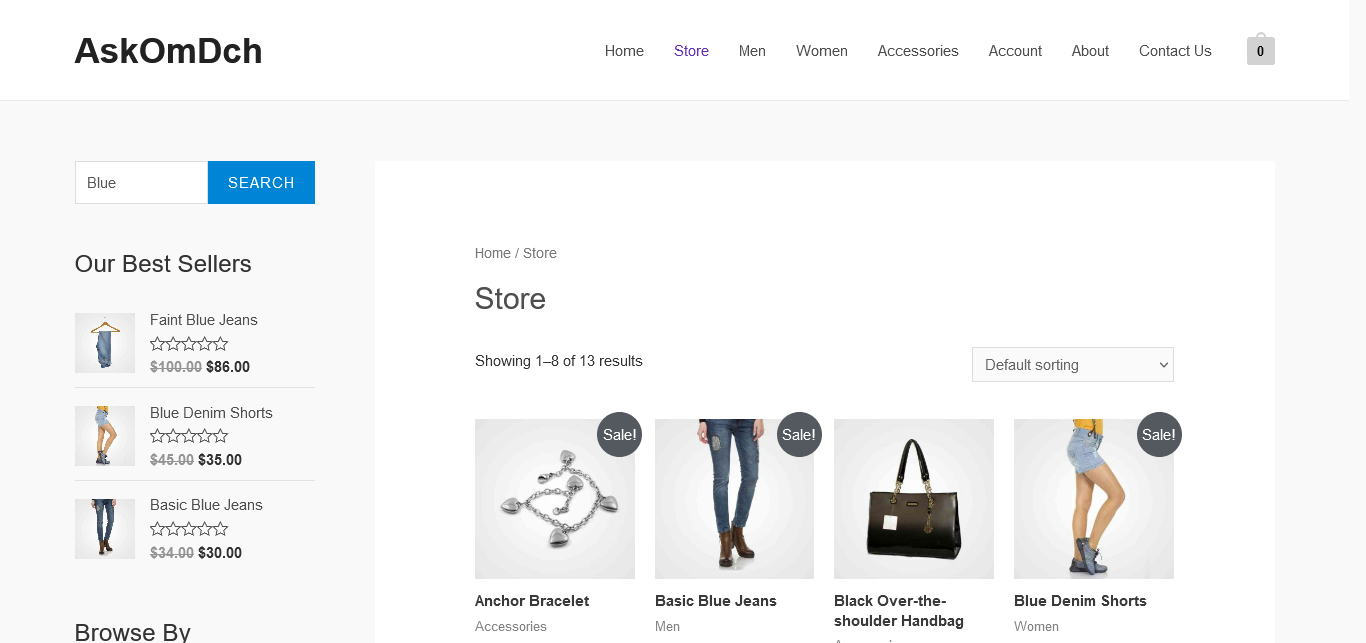 AskOmDch
Home
Store
Men
Women
Accessories
Account
About
Contact Us
0
Blue
SEARCH
Our Best Sellers
Faint Blue Jeans
$100.00 $86.00
Blue Denim Shorts
$45.00 $35.00
Basic Blue Jeans
$34.00 $30.00
Browse By
Home / Store
Store
Showing 1–8 of 13 results
Default sorting
Sale!
Sale!
Sale!
Anchor Bracelet
Accessories
Basic Blue Jeans
Men
Black Over-the-
shoulder Handbag
Blue Denim Shorts
Women